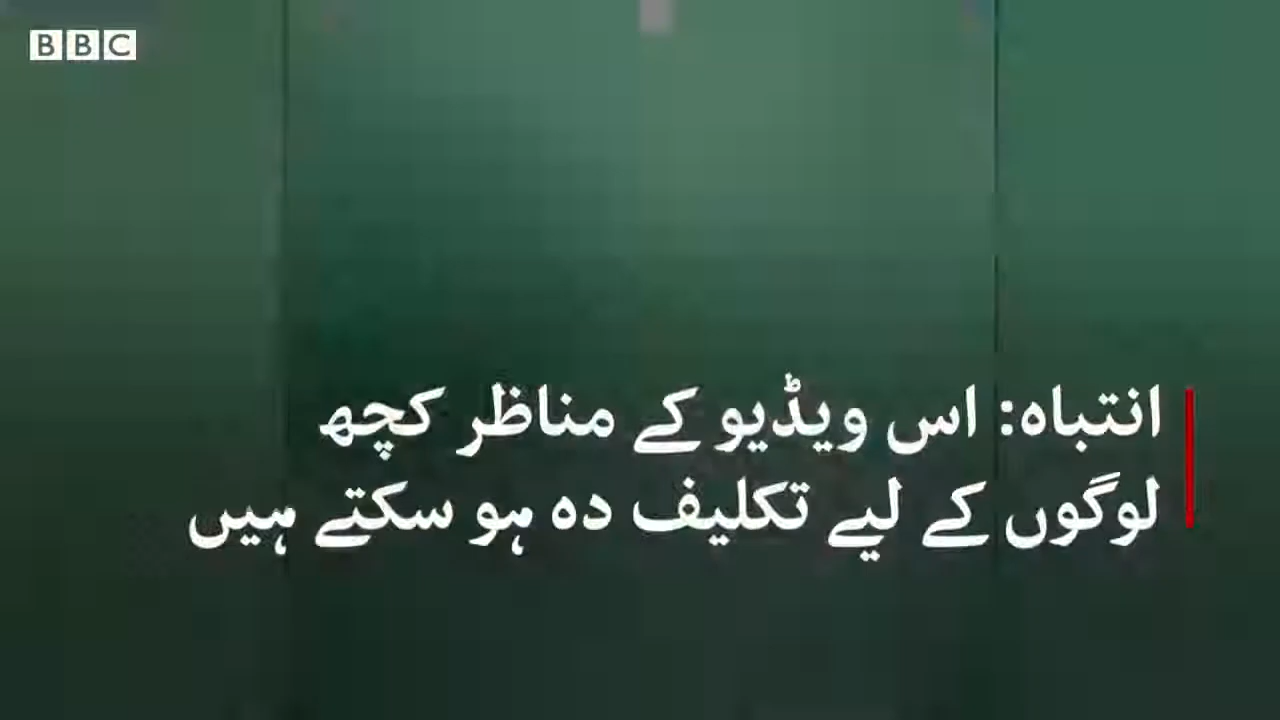 BBC
انتباہ: اس ویڈیو کے مناظر کچھ
لوگوں کے لیے تکلیف دہ ہو سکتے ہیں